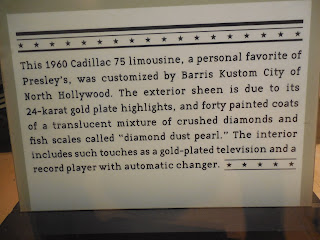 This 1960 Cadillac 75 limousine, a personal favorite of
Presley's, was customized by Barris Kustom City of
North Hollywood. The exterior sheen is due to its
24-karat gold plate highlights, and forty painted coats
of a translucent mixture of crushed diamonds and
fish scales called “diamond dust pearl.” The interior
includes such touches as a gold-plated television and a
record player with automatic changer.